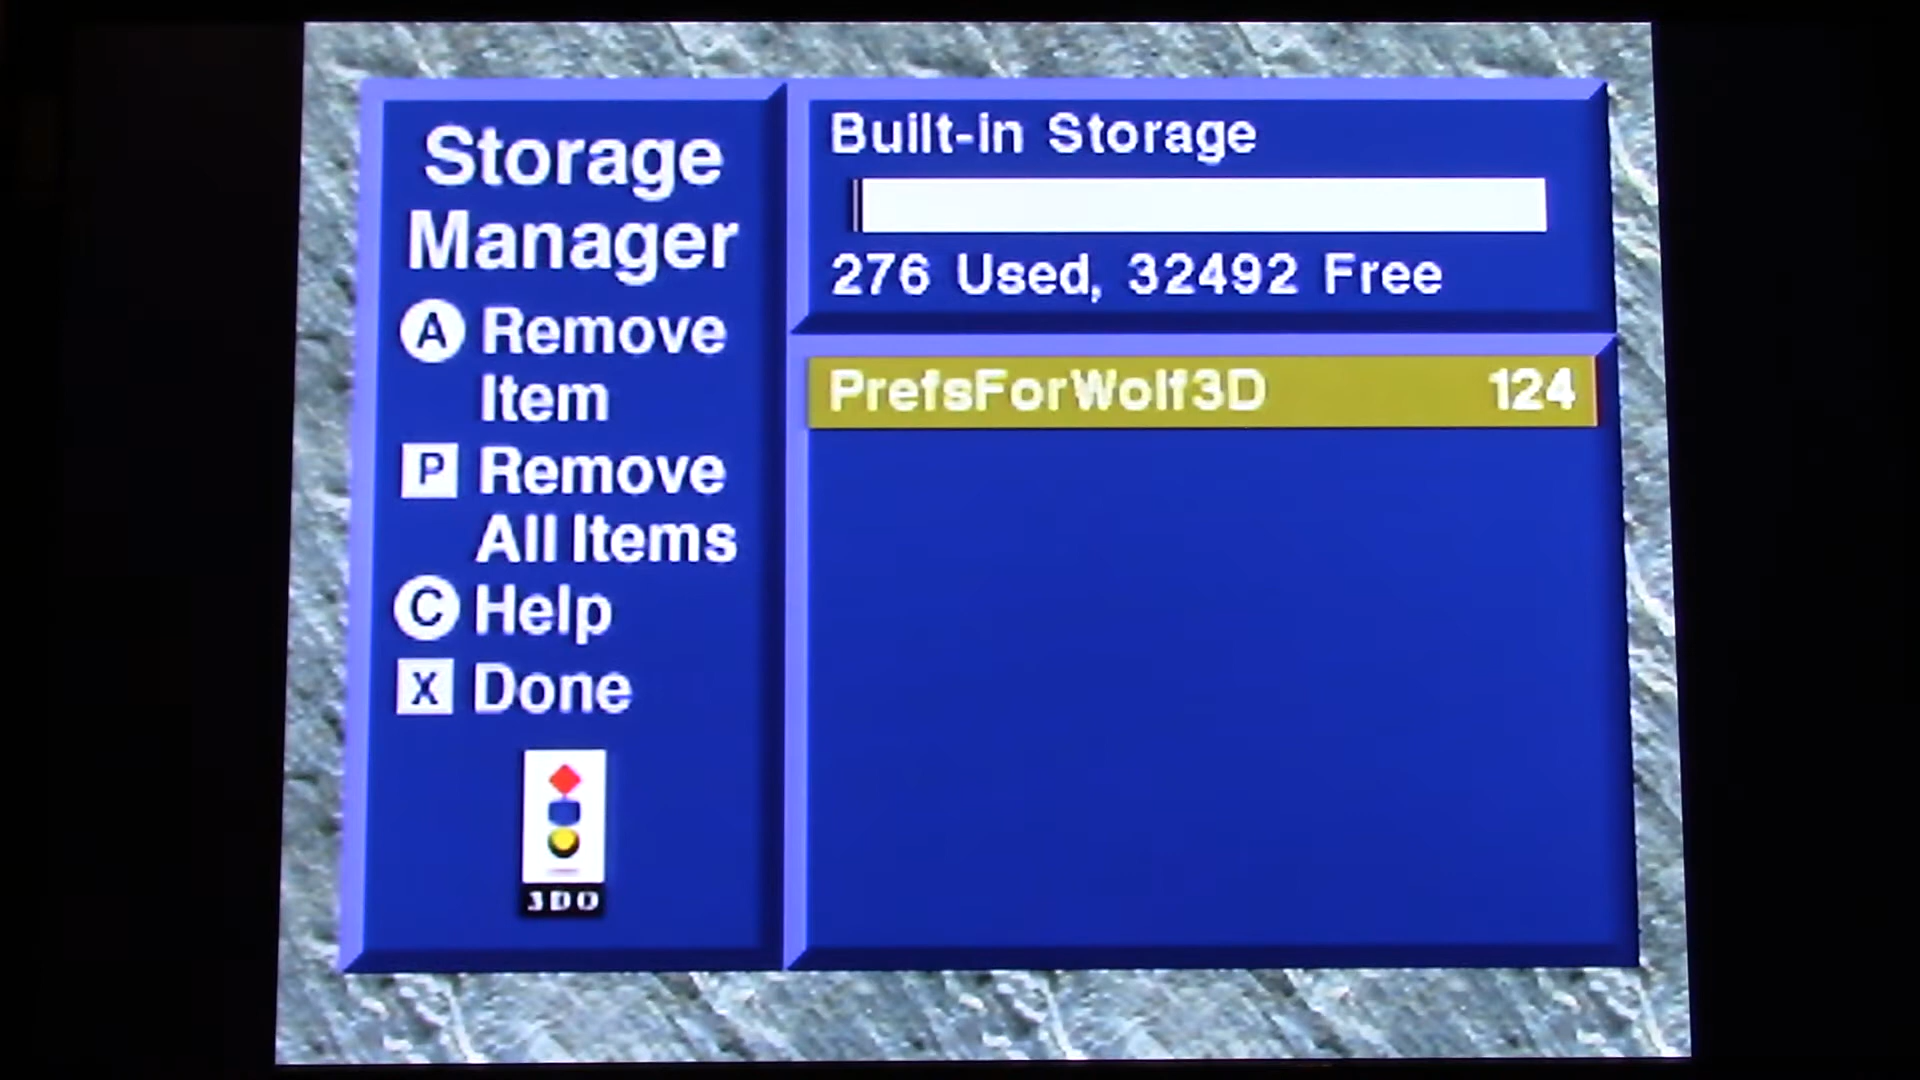 Storage
Manager
A Remove
Item
P Remove
All Items
C Help
X Done
3DO
Built-in Storage
276 Used, 32492 Free
PrefsForWolf3D 124